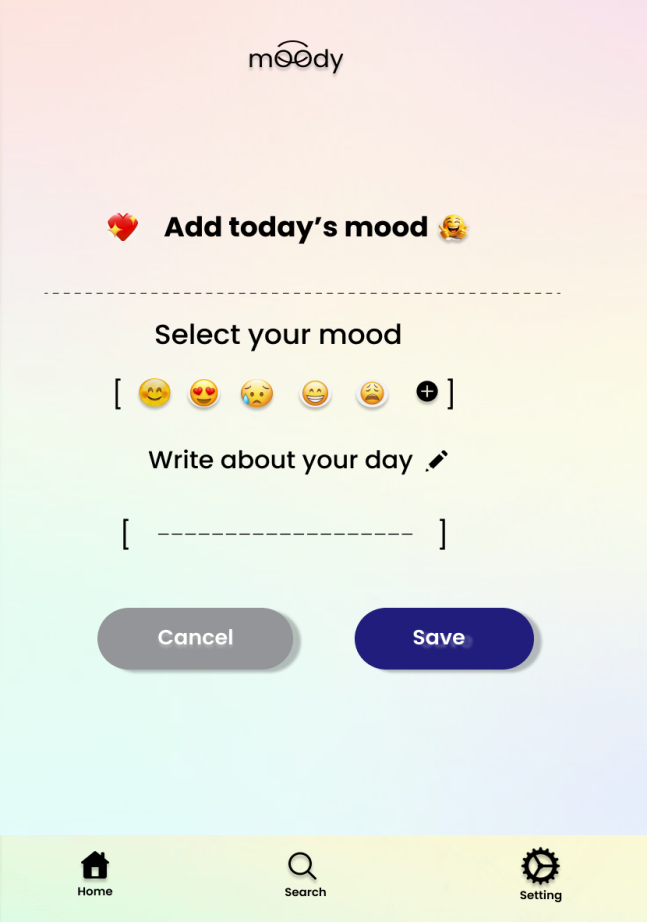 moody
💖 Add today’s mood 🤗
Select your mood
[ 😊 😍 😥 😁 😩 + ]
Write about your day
[ ------------------- ]
Cancel
Save
Home
Search
Setting